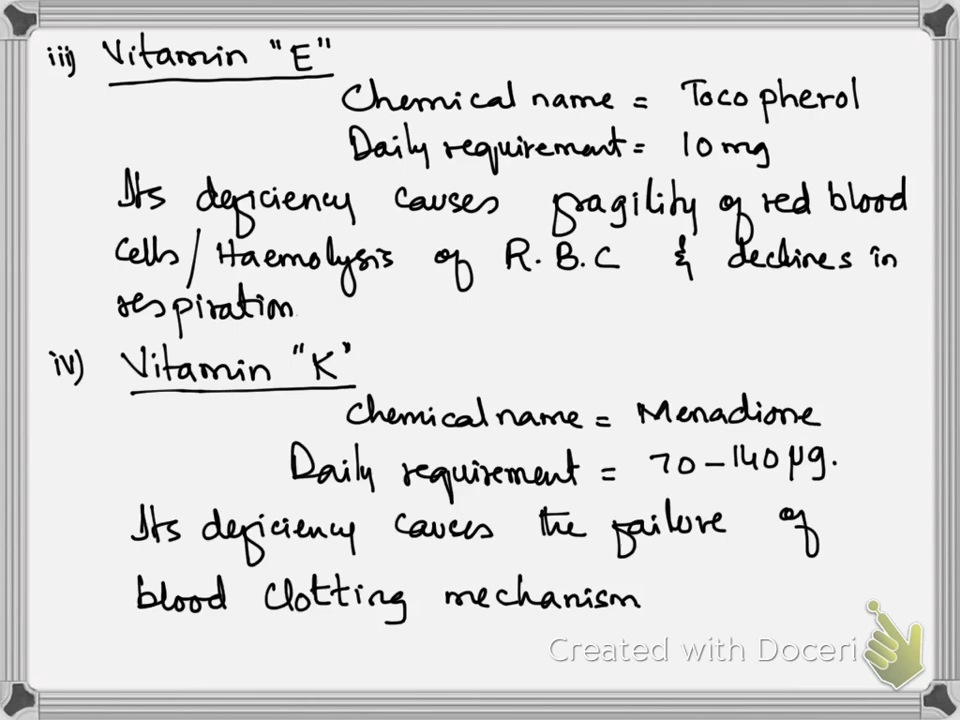 iii) Vitamin "E"
Chemical name = Tocopherol
Daily requirement = 10 mg
Its deficiency causes fragility of red blood
cells/Haemolysis of R.B.C & declines in
respiration
iv) Vitamin "K"
Chemical name = Menadione
Daily requirement = 70-140 μg.
Its deficiency causes the failure of
blood clotting mechanism
Created with Doceri